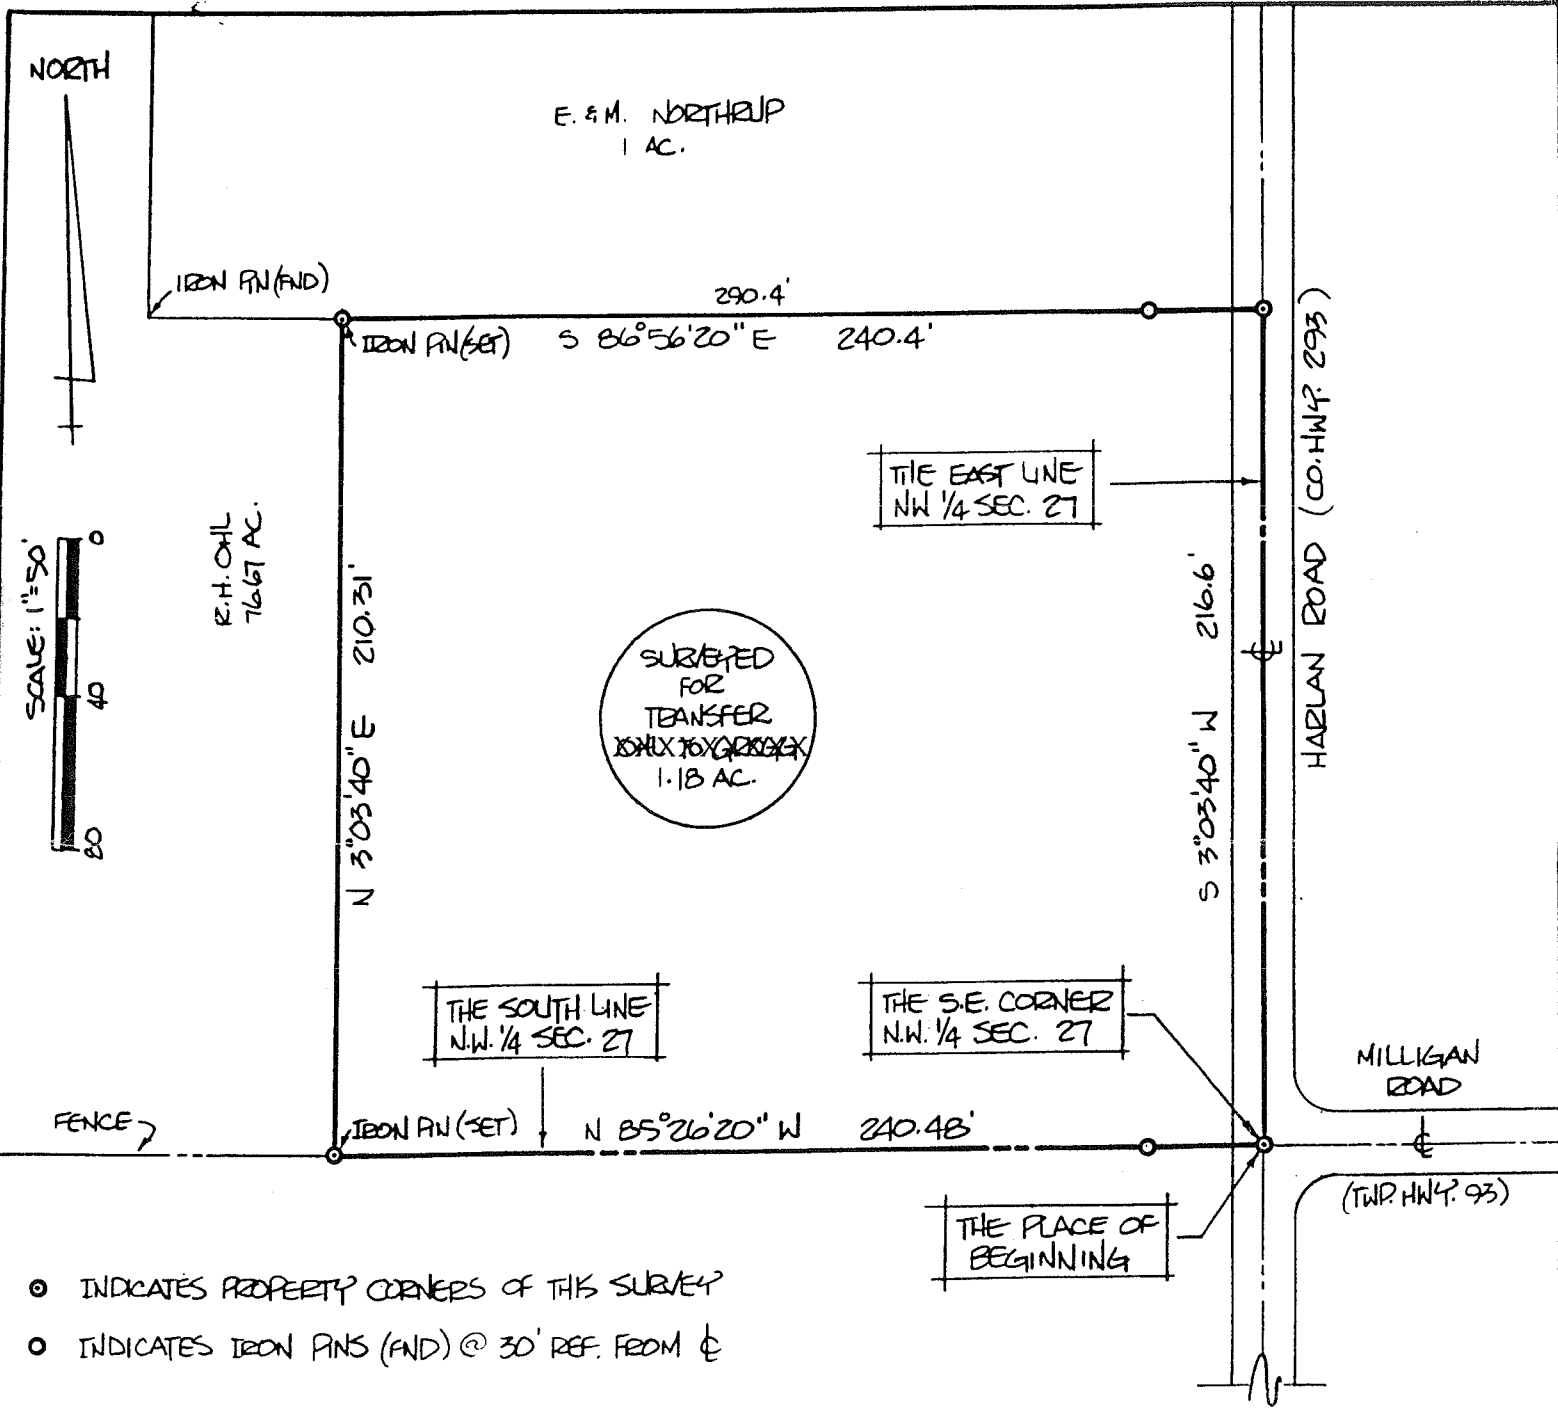 NORTH
E. & M. NORTHRUP
1 AC.
IRON PIN (FND)
290.4'
IRON PIN (SET)
S 86°56'20" E 240.4'
HARLAN ROAD (CO. HWY. 293)
THE EAST LINE
NW 1/4 SEC. 27
SCALE: 1"=50'
0
40
80
R.H. OHL
76.67 AC.
N 3°03'40" E 210.31'
SURVEYED
FOR
TRANSFER
1.18 AC.
S 3°03'40" W 216.6'
THE SOUTH LINE
N.W. 1/4 SEC. 27
THE S.E. CORNER
N.W. 1/4 SEC. 27
MILLIGAN
ROAD
FENCE
IRON PIN (SET)
N 85°26'20" W 240.48'
(TWP. HWY. 93)
THE PLACE OF
BEGINNING
INDICATES PROPERTY CORNERS OF THIS SURVEY
INDICATES IRON PINS (FND) @ 30' REF. FROM ℄